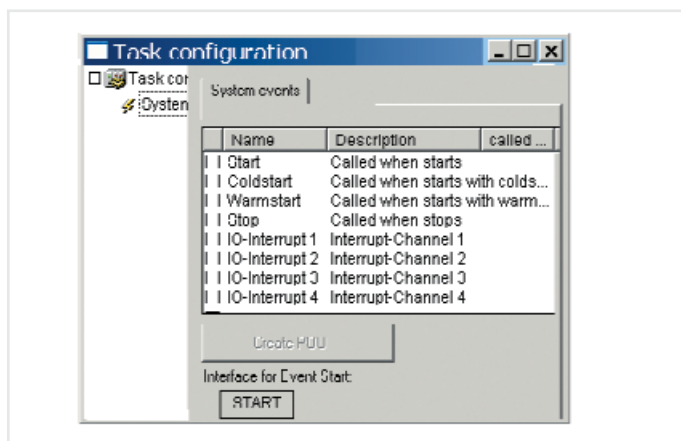 Task configuration
Task cor
System events
Name Description called ...
Start Called when starts
Coldstart Called when starts with colds...
Warmstart Called when starts with warm...
Stop Called when stops
IO-Interrupt 1 Interrupt-Channel 1
IO-Interrupt 2 Interrupt-Channel 2
IO-Interrupt 3 Interrupt-Channel 3
IO-Interrupt 4 Interrupt-Channel 4
Create POU
Interface for Event Start:
START